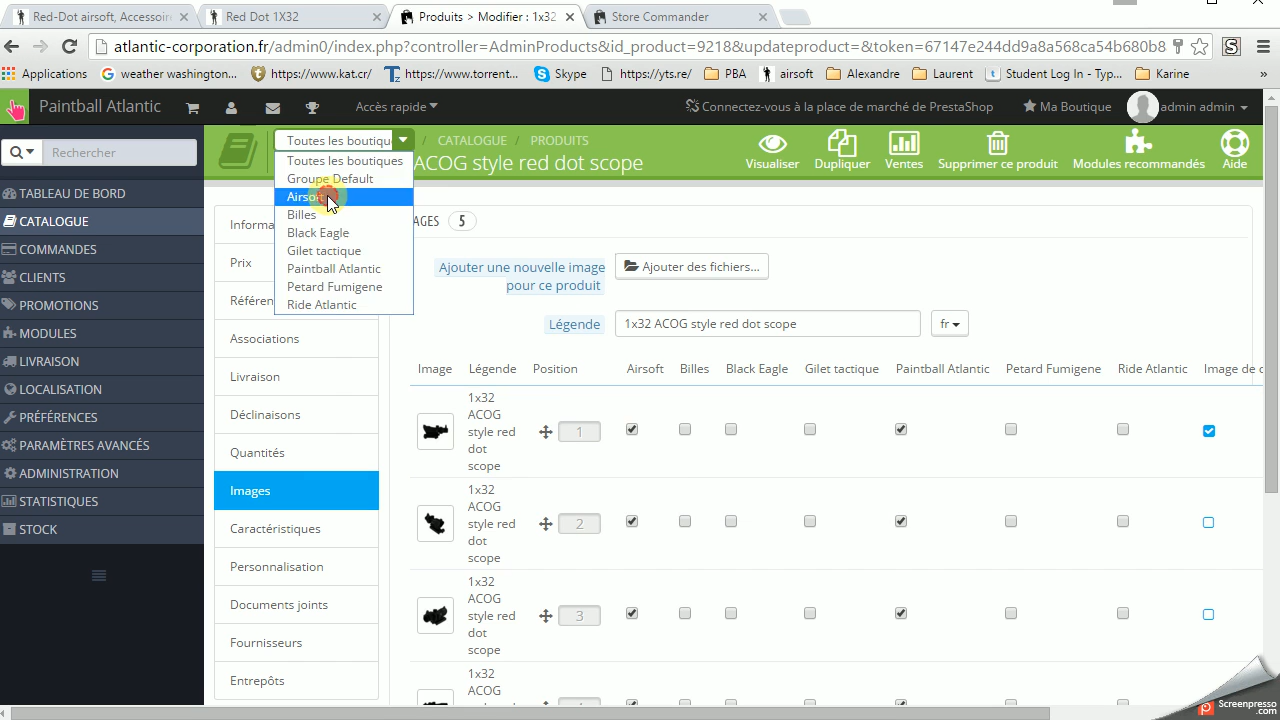 Red-Dot airsoft, Accessoir
Red Dot 1X32
Produits > Modifier : 1x32
Store Commander
atlantic-corporation.fr/admin0/index.php?controller=AdminProducts&id_product=9218&updateproduct=&token=67147e244dd9a8a568ca54b680b8
Applications
weather washington...
https://www.kat.cr/
https://www.torrent...
Skype
https://yts.re/
PBA
airsoft
Alexandre
Laurent
Student Log In - Typ...
Karine
»
Paintball Atlantic
Accès rapide
Connectez-vous à la place de marché de PrestaShop
Ma Boutique
admin admin
Rechercher
TABLEAU DE BORD
CATALOGUE
COMMANDES
CLIENTS
PROMOTIONS
MODULES
LIVRAISON
LOCALISATION
PRÉFÉRENCES
PARAMÈTRES AVANCÉS
ADMINISTRATION
STATISTIQUES
STOCK
Toutes les boutiqu
/ CATALOGUE / PRODUITS
ACOG style red dot scope
Visualiser
Dupliquer
Ventes
Supprimer ce produit
Modules recommandés
Aide
Toutes les boutiques
Groupe Default
Airsoft
Billes
Black Eagle
Gilet tactique
Paintball Atlantic
Petard Fumigene
Ride Atlantic
Informa
Prix
Référen
Associations
Livraison
Déclinaisons
Quantités
Images
Caractéristiques
Personnalisation
Documents joints
Fournisseurs
Entrepôts
AGES 5
Ajouter une nouvelle image
pour ce produit
Ajouter des fichiers...
Légende
1x32 ACOG style red dot scope
fr
Image Légende Position Airsoft Billes Black Eagle Gilet tactique Paintball Atlantic Petard Fumigene Ride Atlantic Image de c
1x32
ACOG
style red
dot
scope
1
1x32
ACOG
style red
dot
scope
2
1x32
ACOG
style red
dot
scope
3
1x32
ACOG
style red
Screenpresso
.com